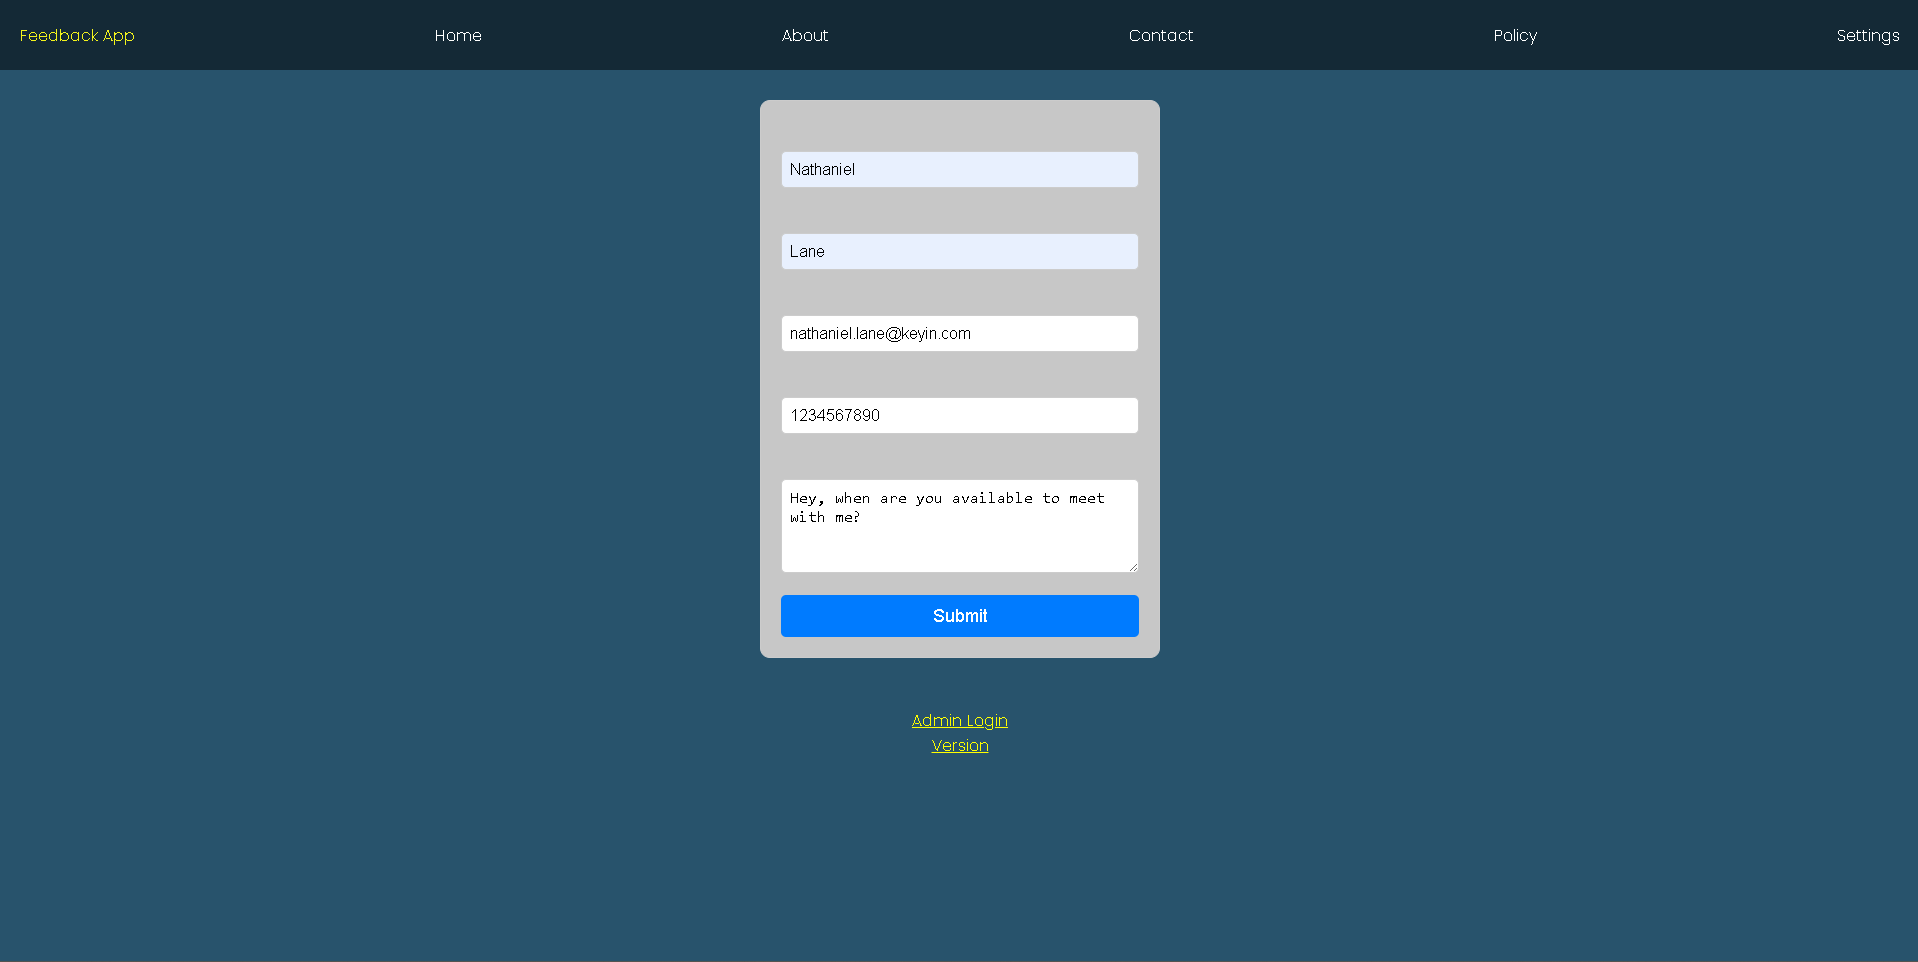 Feedback App Home About Contact Policy Settings
Nathaniel
Lane
nathaniel.lane@keyin.com
1234567890
Hey, when are you available to meet
with me?
Submit
Admin Login
Version